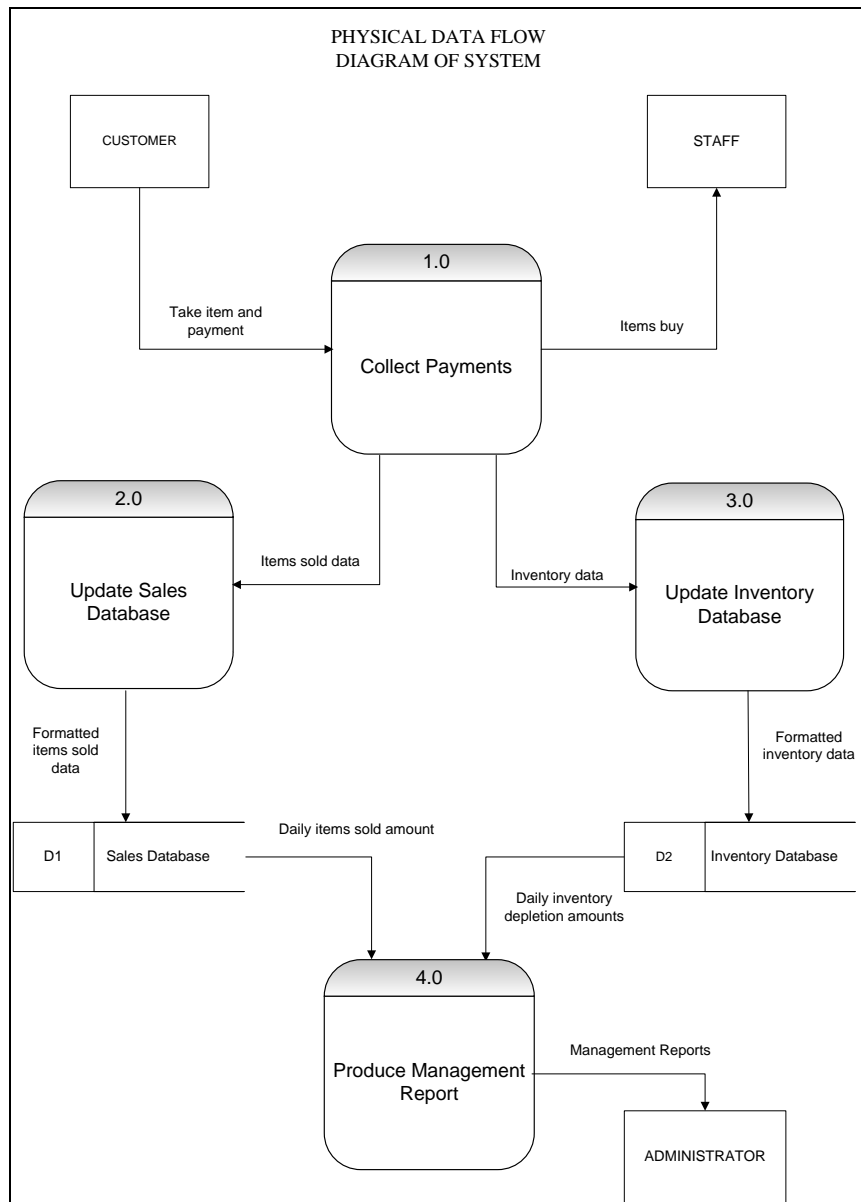 PHYSICAL DATA FLOW
DIAGRAM OF SYSTEM
CUSTOMER
STAFF
1.0
Take item and
payment
Items buy
Collect Payments
2.0
3.0
Items sold data
Inventory data
Update Sales
Database
Update Inventory
Database
Formatted
items sold
data
Formatted
inventory data
Daily items sold amount
D1
Sales Database
D2
Inventory Database
Daily inventory
depletion amounts
4.0
Management Reports
Produce Management
Report
ADMINISTRATOR